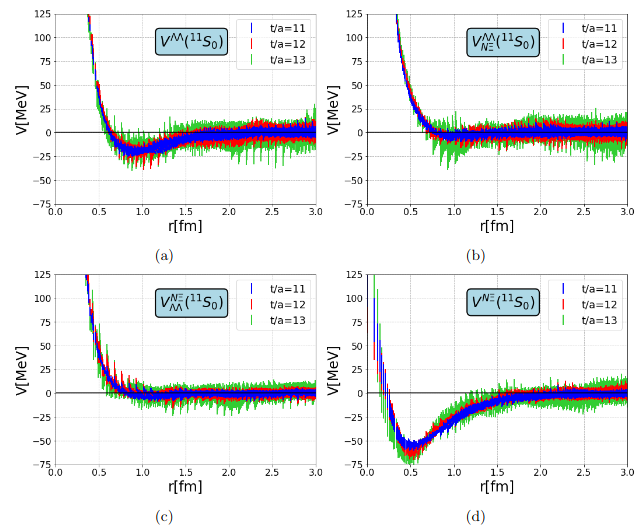 125
100
75
50
25
0
−25
−50
−75
V[MeV]
V^{ΛΛ}(^{11}S_0)
t/a=11
t/a=12
t/a=13
0.0 0.5 1.0 1.5 2.0 2.5 3.0
r[fm]
(a)
125
100
75
50
25
0
−25
−50
−75
V[MeV]
V^{ΛΛ}_{NΞ}(^{11}S_0)
t/a=11
t/a=12
t/a=13
0.0 0.5 1.0 1.5 2.0 2.5 3.0
r[fm]
(b)
125
100
75
50
25
0
−25
−50
−75
V[MeV]
V^{NΞ}_{ΛΛ}(^{11}S_0)
t/a=11
t/a=12
t/a=13
0.0 0.5 1.0 1.5 2.0 2.5 3.0
r[fm]
(c)
125
100
75
50
25
0
−25
−50
−75
V[MeV]
V^{NΞ}(^{11}S_0)
t/a=11
t/a=12
t/a=13
0.0 0.5 1.0 1.5 2.0 2.5 3.0
r[fm]
(d)